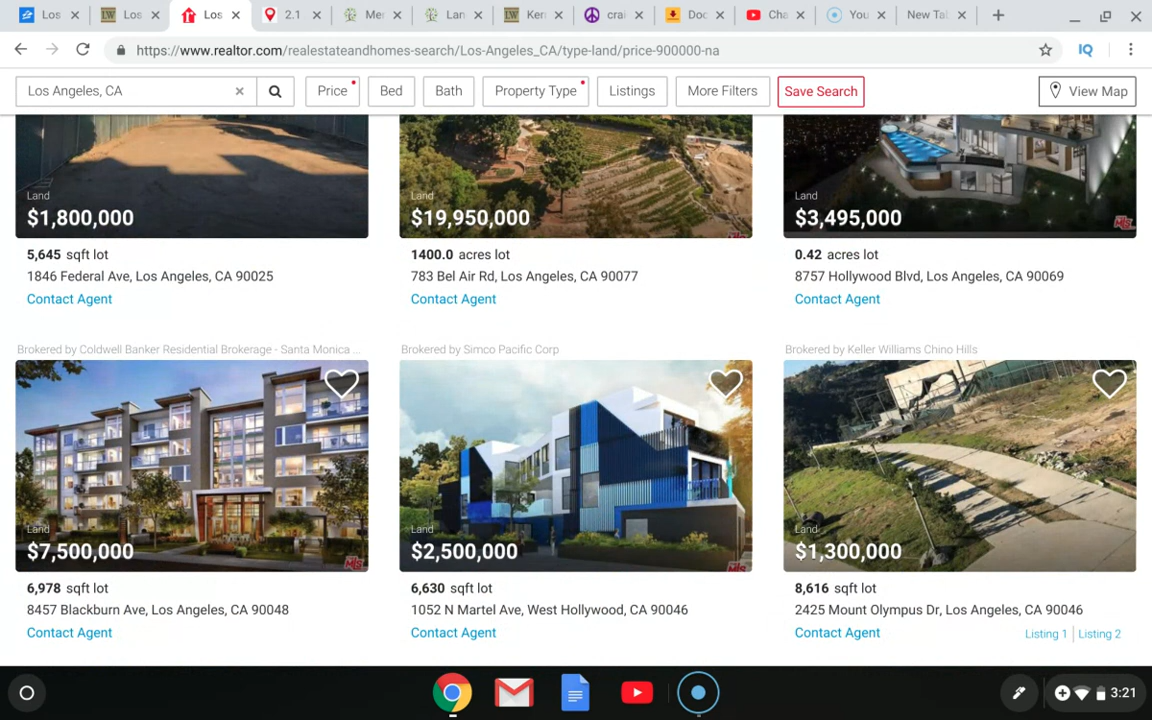 Los
Los
Los
2.1
Mer
Lan
Ker
crai
Doc
Cha
You
New Ta
https://www.realtor.com/realestateandhomes-search/Los-Angeles_CA/type-land/price-900000-na
IQ
Los Angeles, CA
Price
Bed
Bath
Property Type
Listings
More Filters
Save Search
View Map
Land
$1,800,000
Land
$19,950,000
Land
$3,495,000
MLS
5,645 sqft lot
1846 Federal Ave, Los Angeles, CA 90025
Contact Agent
1400.0 acres lot
783 Bel Air Rd, Los Angeles, CA 90077
Contact Agent
0.42 acres lot
8757 Hollywood Blvd, Los Angeles, CA 90069
Contact Agent
Brokered by Coldwell Banker Residential Brokerage - Santa Monica ...
Land
$7,500,000
MLS
6,978 sqft lot
8457 Blackburn Ave, Los Angeles, CA 90048
Contact Agent
Brokered by Simco Pacific Corp
Land
$2,500,000
6,630 sqft lot
1052 N Martel Ave, West Hollywood, CA 90046
Contact Agent
Brokered by Keller Williams Chino Hills
Land
$1,300,000
8,616 sqft lot
2425 Mount Olympus Dr, Los Angeles, CA 90046
Contact Agent
Listing 1 | Listing 2
3:21